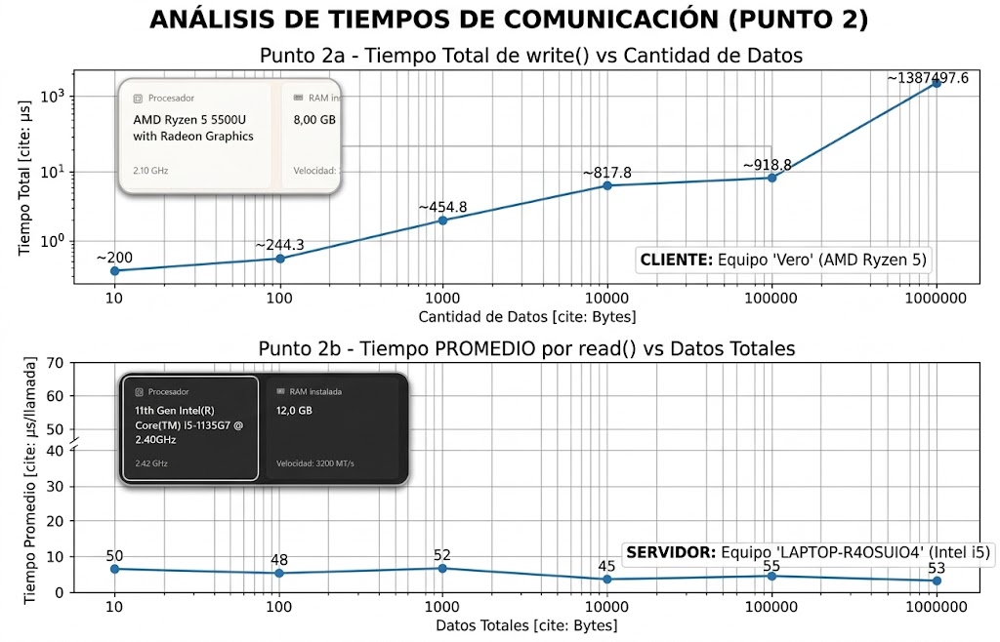 ANÁLISIS DE TIEMPOS DE COMUNICACIÓN (PUNTO 2)
Punto 2a - Tiempo Total de write() vs Cantidad de Datos
Tiempo Total [cite: µs]
10³
10¹
10⁰
Procesador
AMD Ryzen 5 5500U
with Radeon Graphics
2.10 GHz
RAM ins
8,00 GB
Velocidad:
~200
~244.3
~454.8
~817.8
~918.8
~1387497.6
CLIENTE: Equipo 'Vero' (AMD Ryzen 5)
10 100 1000 10000 100000 1000000
Cantidad de Datos [cite: Bytes]
Punto 2b - Tiempo PROMEDIO por read() vs Datos Totales
Tiempo Promedio [cite: µs/llamada]
70
60
50
40
30
20
10
0
Procesador
11th Gen Intel(R)
Core(TM) i5-1135G7 @
2.40GHz
2.42 GHz
RAM instalada
12,0 GB
Velocidad: 3200 MT/s
50
48
52
45
55
53
SERVIDOR: Equipo 'LAPTOP-R4OSUIO4' (Intel i5)
10 100 1000 10000 100000 1000000
Datos Totales [cite: Bytes]